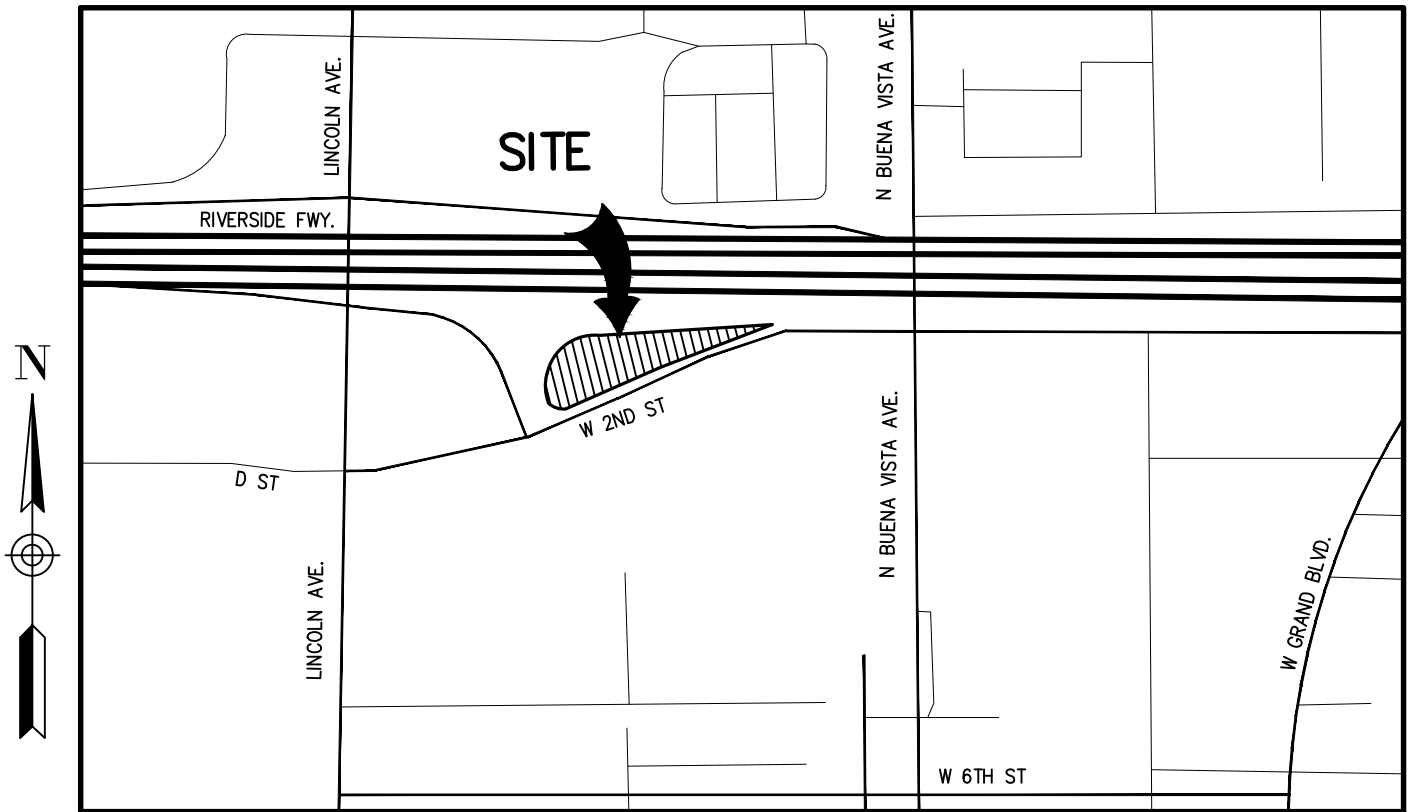 N BUENA VISTA AVE.
LINCOLN AVE.
SITE
RIVERSIDE FWY.
N
W 2ND ST
D ST
N BUENA VISTA AVE.
LINCOLN AVE.
W GRAND BLVD.
W 6TH ST